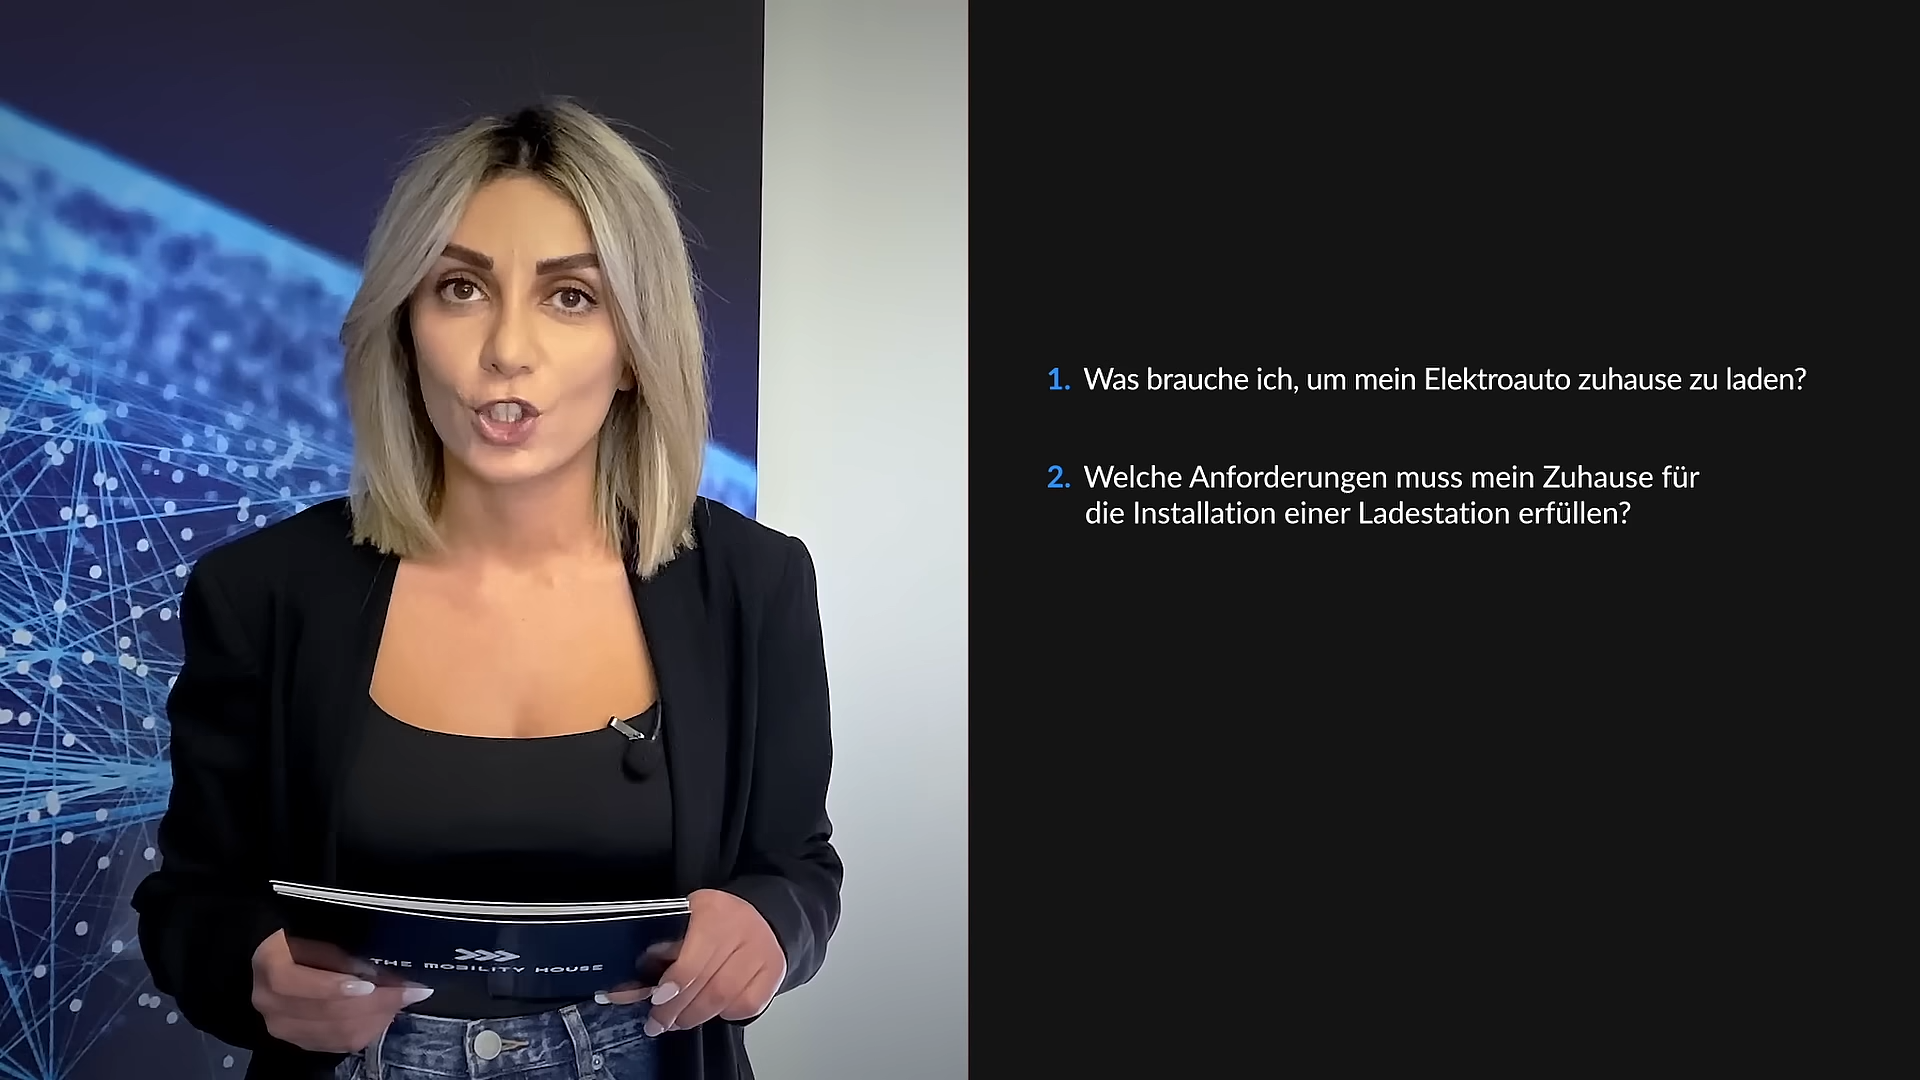 1. Was brauche ich, um mein Elektroauto zuhause zu laden?
2. Welche Anforderungen muss mein Zuhause für
die Installation einer Ladestation erfüllen?
THE MOBILITY HOUSE